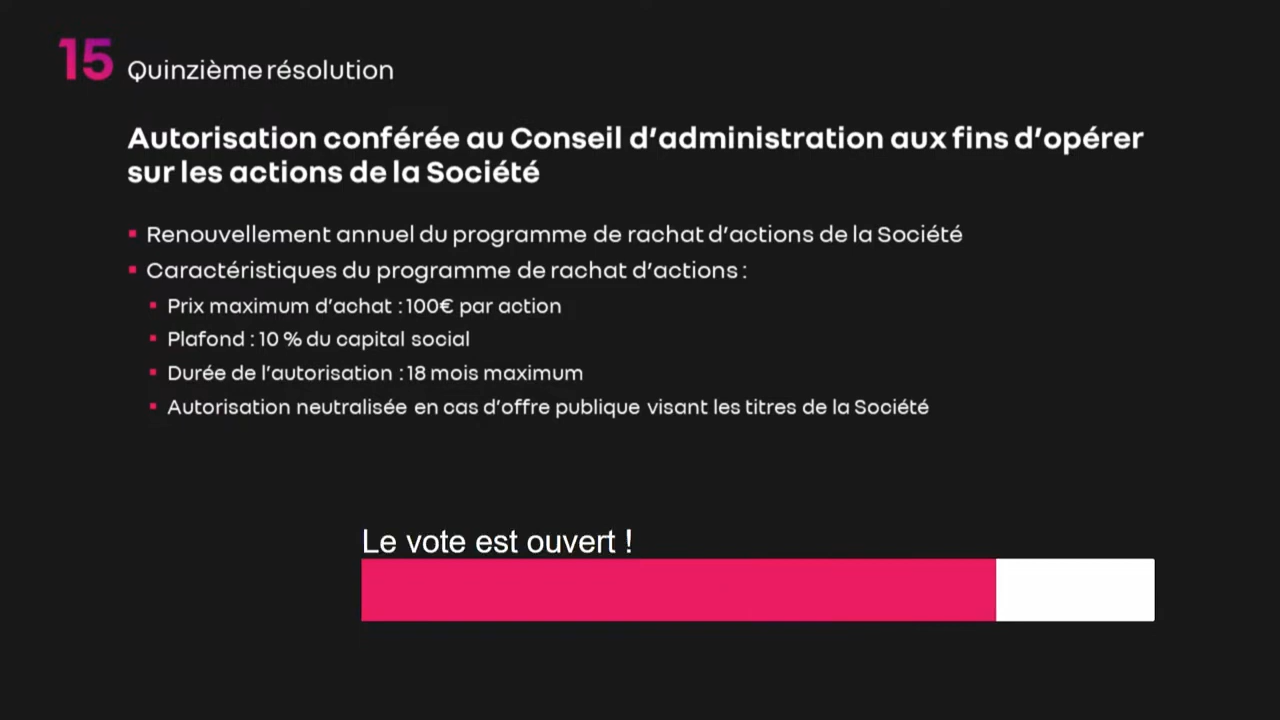 15 Quinzième résolution
Autorisation conférée au Conseil d’administration aux fins d’opérer
sur les actions de la Société
Renouvellement annuel du programme de rachat d’actions de la Société
Caractéristiques du programme de rachat d’actions :
Prix maximum d’achat : 100€ par action
Plafond : 10 % du capital social
Durée de l’autorisation : 18 mois maximum
Autorisation neutralisée en cas d’offre publique visant les titres de la Société
Le vote est ouvert !